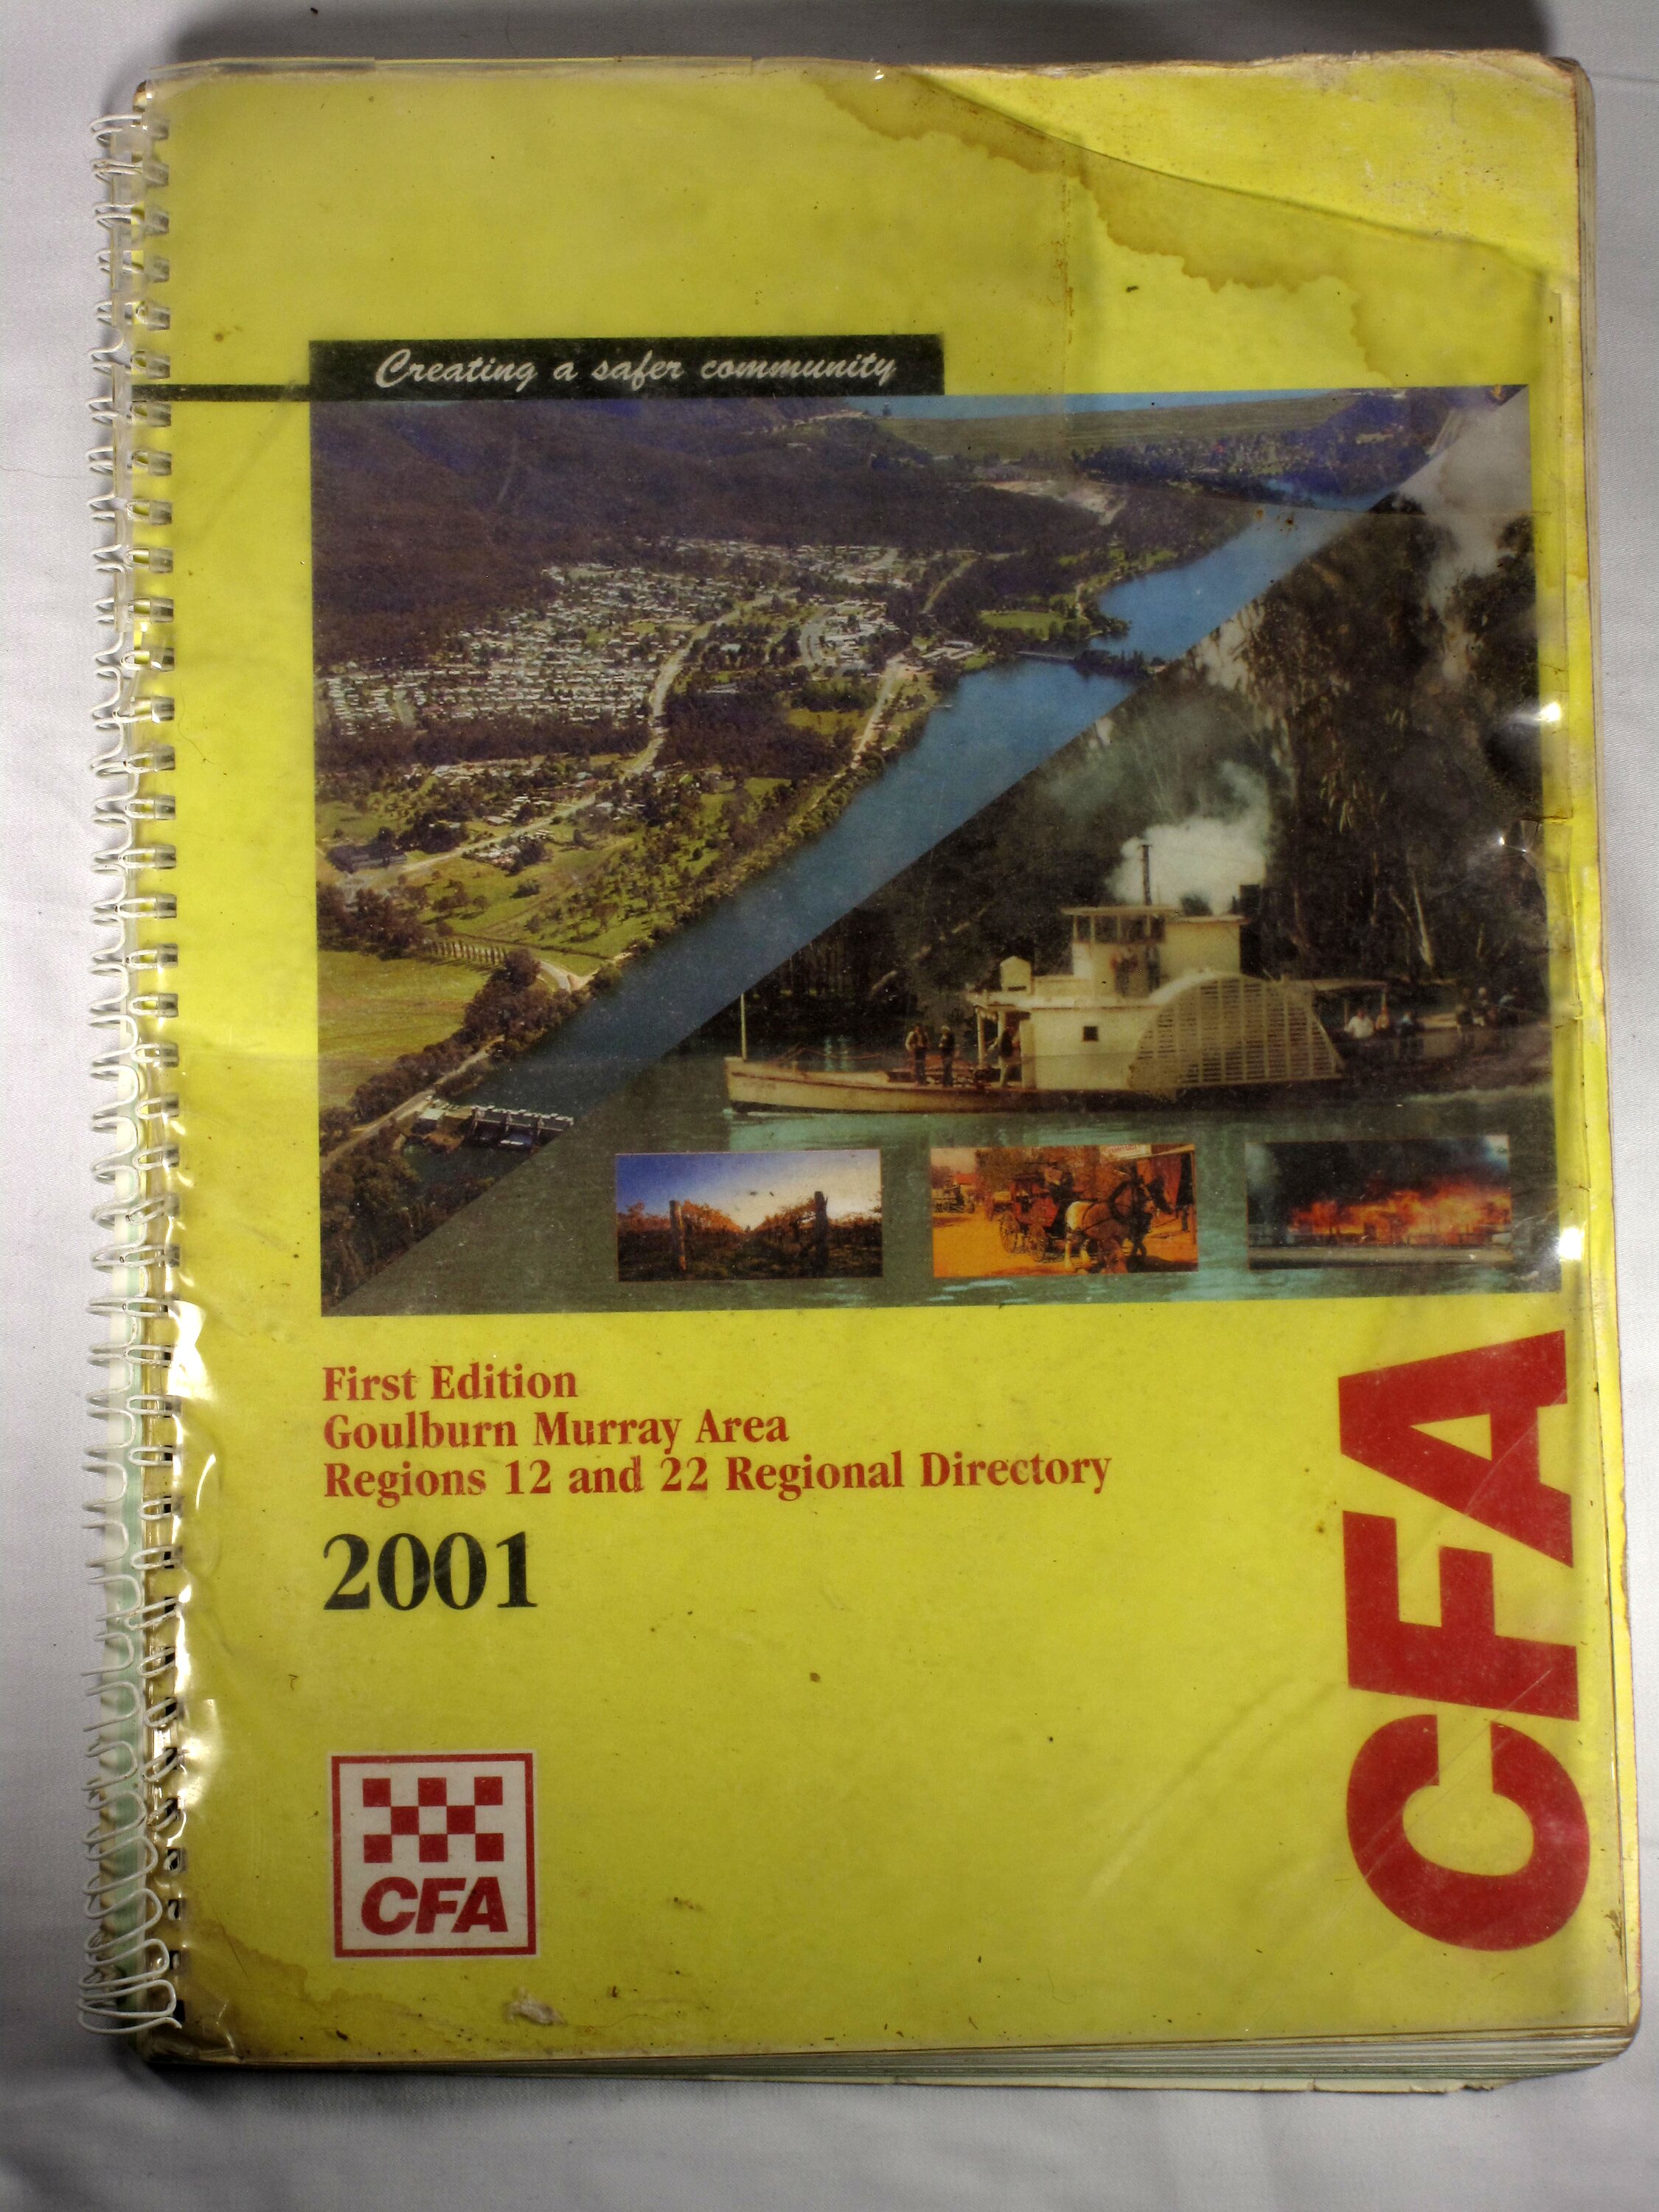 Creating a safer community
First Edition
Goulburn Murray Area
Regions 12 and 22 Regional Directory
2001
CFA
CFA